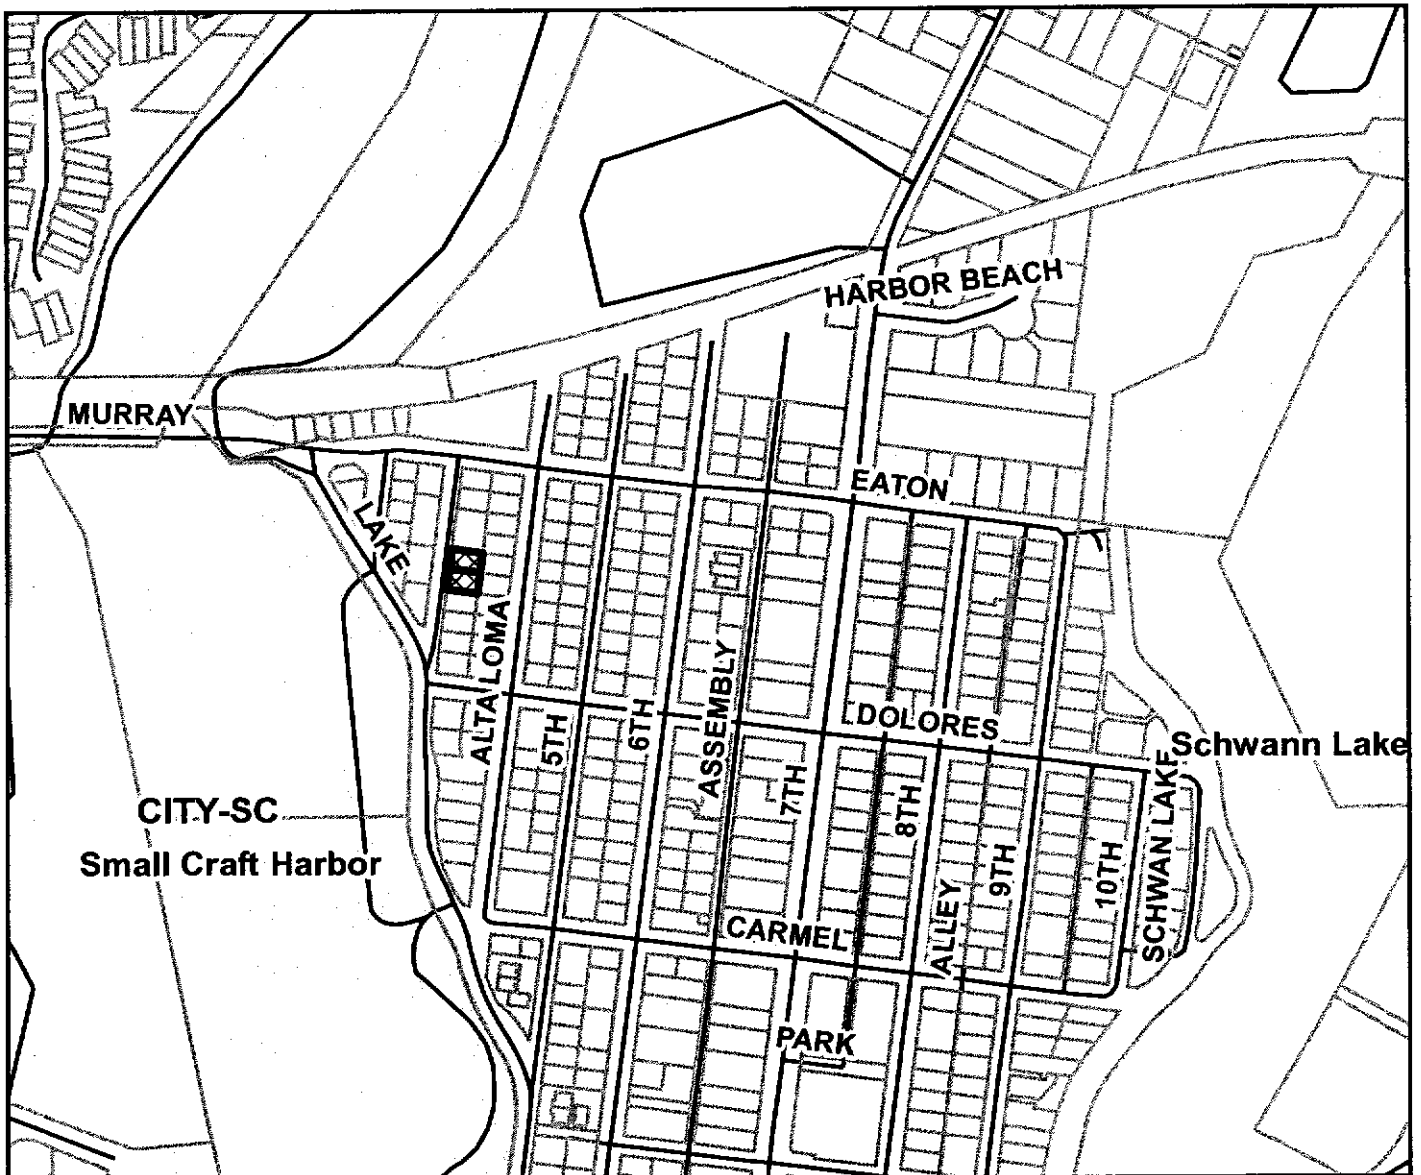 HARBOR BEACH
MURRAY
EATON
LAKE
ALTA LOMA
5TH
6TH
ASSEMBLY
7TH
DOLORES
8TH
ALLEY
9TH
10TH
SCHWAN LAKE
Schwann Lake
CITY-SC
Small Craft Harbor
CARMEL
PARK